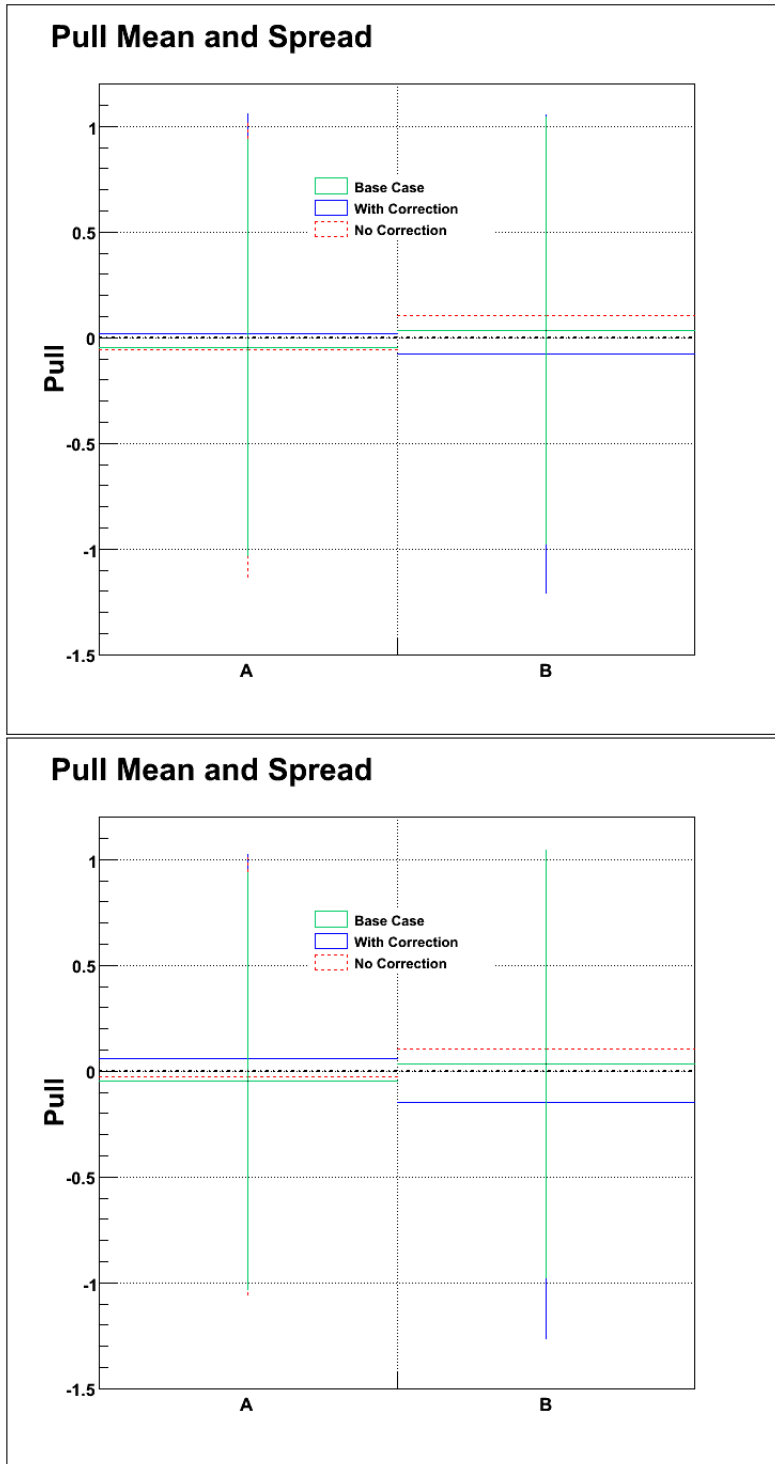 Pull Mean and Spread
1
Base Case
With Correction
No Correction
0.5
0
Pull
-0.5
-1
-1.5
A B
Pull Mean and Spread
1
Base Case
With Correction
No Correction
0.5
0
Pull
-0.5
-1
-1.5
A B